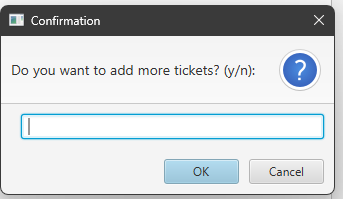 Confirmation
Do you want to add more tickets? (y/n):
?
OK
Cancel